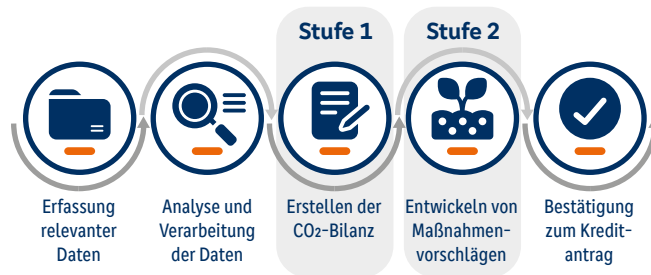 Stufe 1
Stufe 2
Erfassung
relevanter
Daten
Analyse und
Verarbeitung
der Daten
Erstellen der
CO2-Bilanz
Entwickeln von
Maßnahmen-
vorschlägen
Bestätigung
zum Kredit-
antrag